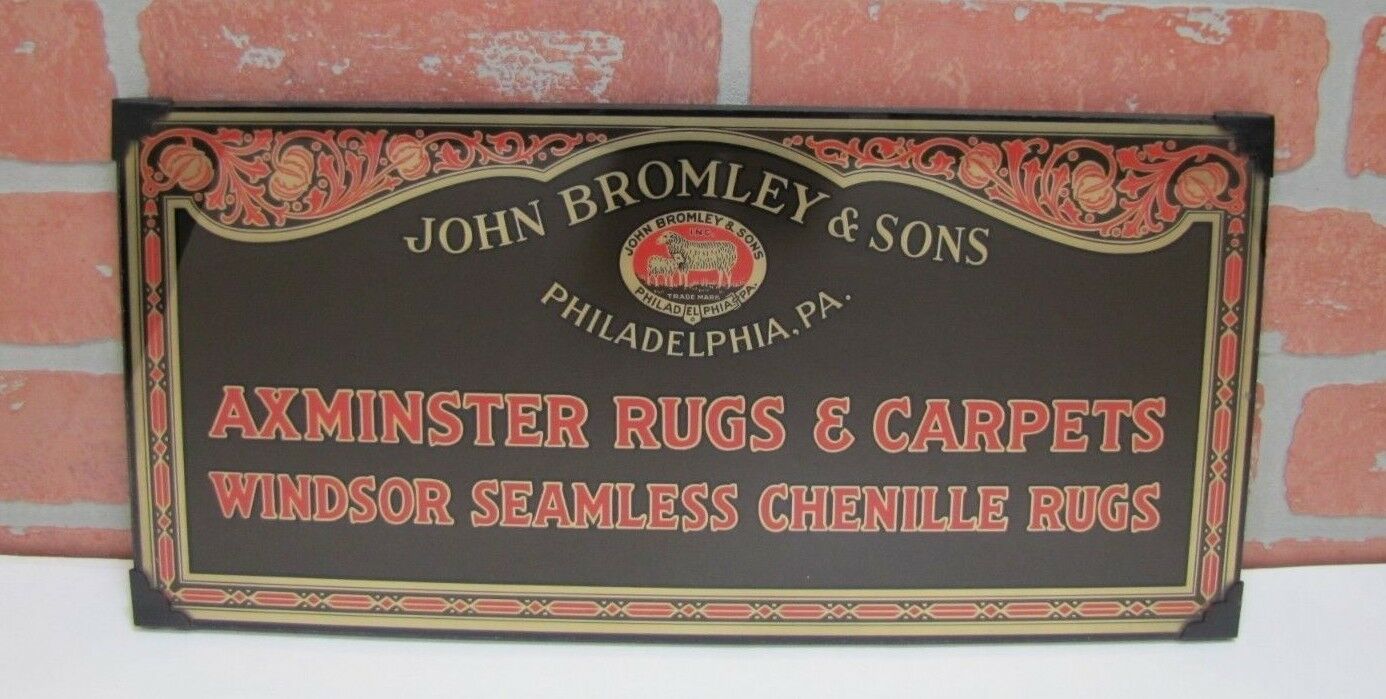 JOHN BROMLEY & SONS
JOHN BROMLEY & SONS
INC.
TRADE MARK
PHILADELPHIA, PA.
PHILADELPHIA, PA.
AXMINSTER RUGS & CARPETS
WINDSOR SEAMLESS CHENILLE RUGS